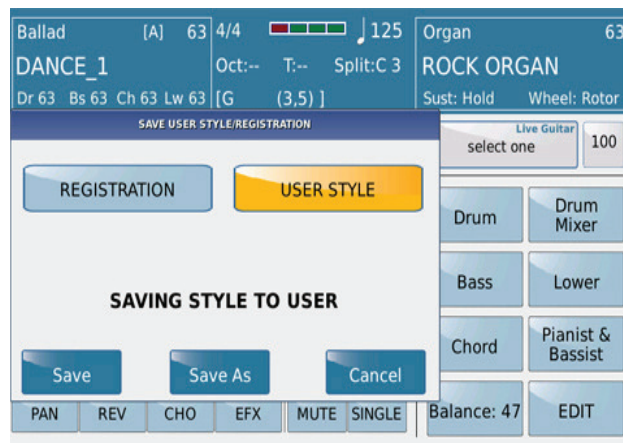 Ballad [A] 63
DANCE_1
Dr 63 Bs 63 Ch 63 Lw 63
4/4 125
Oct:-- T:-- Split:C 3
[G (3,5) ]
Organ 63
ROCK ORGAN
Sust: Hold Wheel: Rotor
SAVE USER STYLE/REGISTRATION
REGISTRATION
USER STYLE
SAVING STYLE TO USER
Save
Save As
Cancel
Live Guitar
select one
100
Drum
Drum
Mixer
Bass
Lower
Chord
Pianist &
Bassist
Balance: 47
EDIT
PAN REV CHO EFX MUTE SINGLE